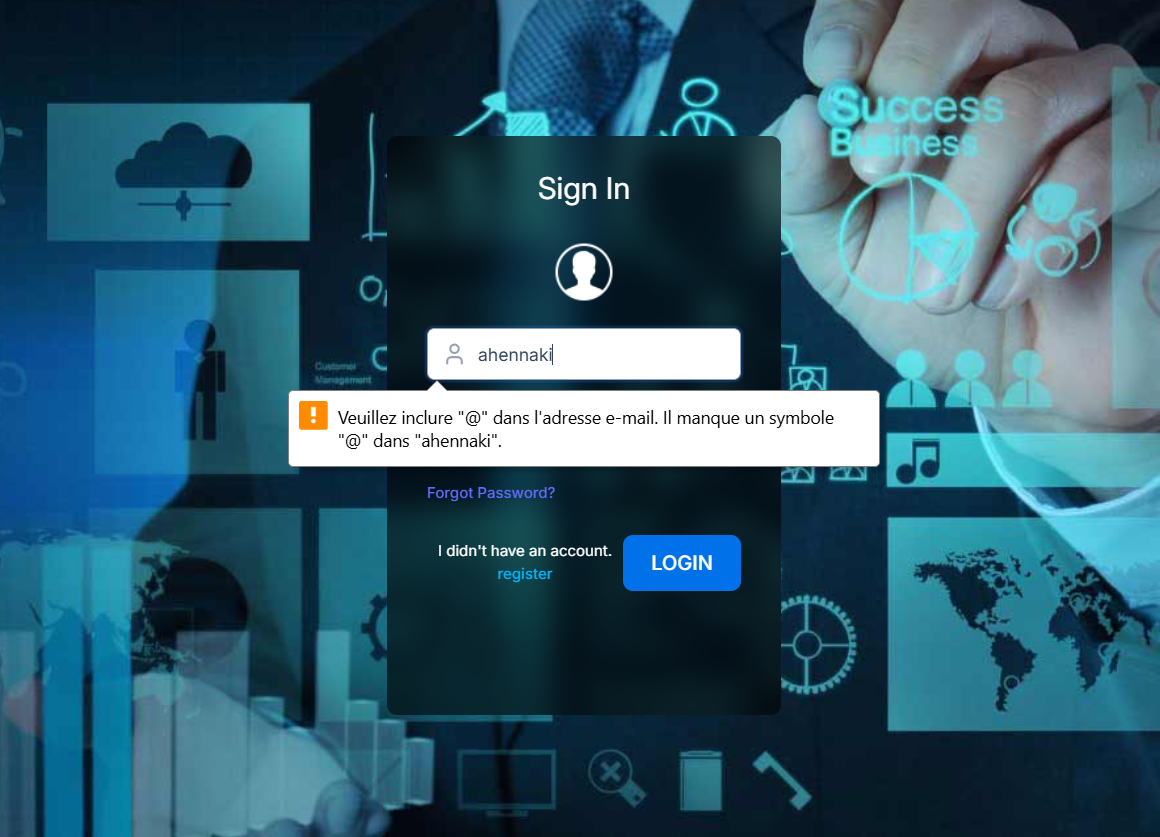 Success
Business
Sign In
Customer
Management
ahennaki
Veuillez inclure "@" dans l'adresse e-mail. Il manque un symbole
"@" dans "ahennaki".
Forgot Password?
I didn't have an account.
register
LOGIN